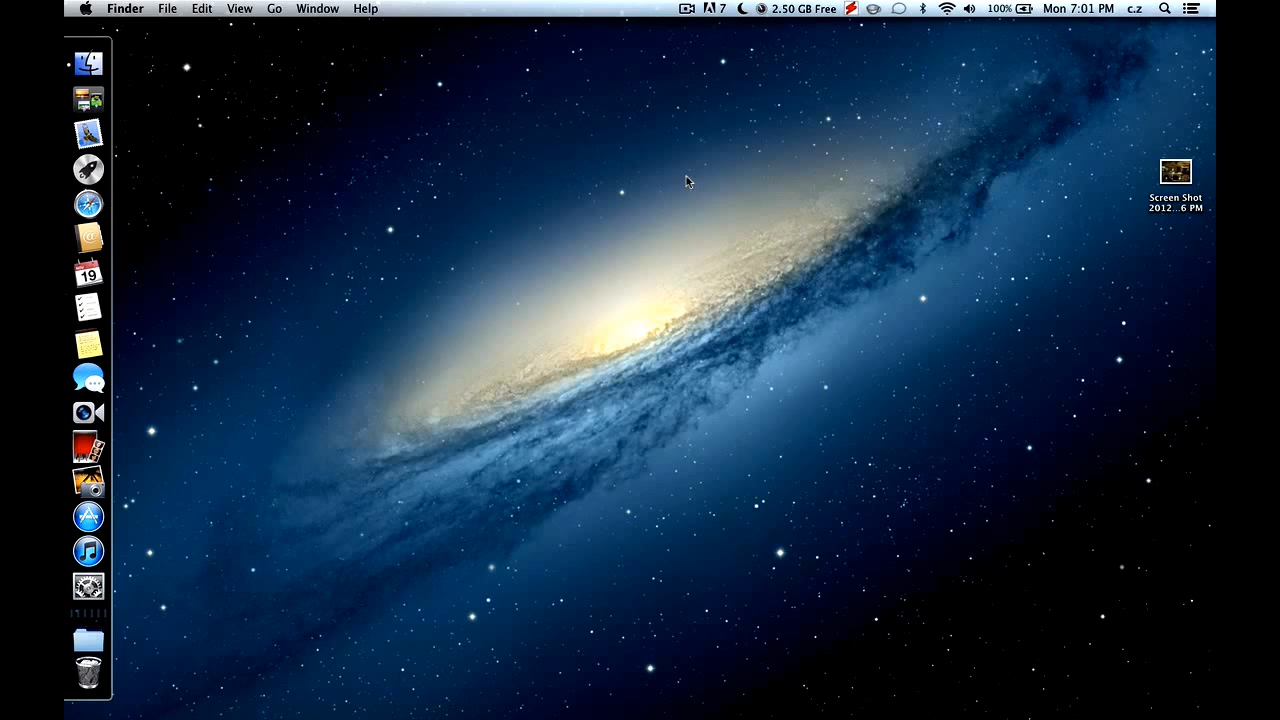 Finder File Edit View Go Window Help 7 2.50 GB Free 100% Mon 7:01 PM c.z
Screen Shot
2012...6 PM
19